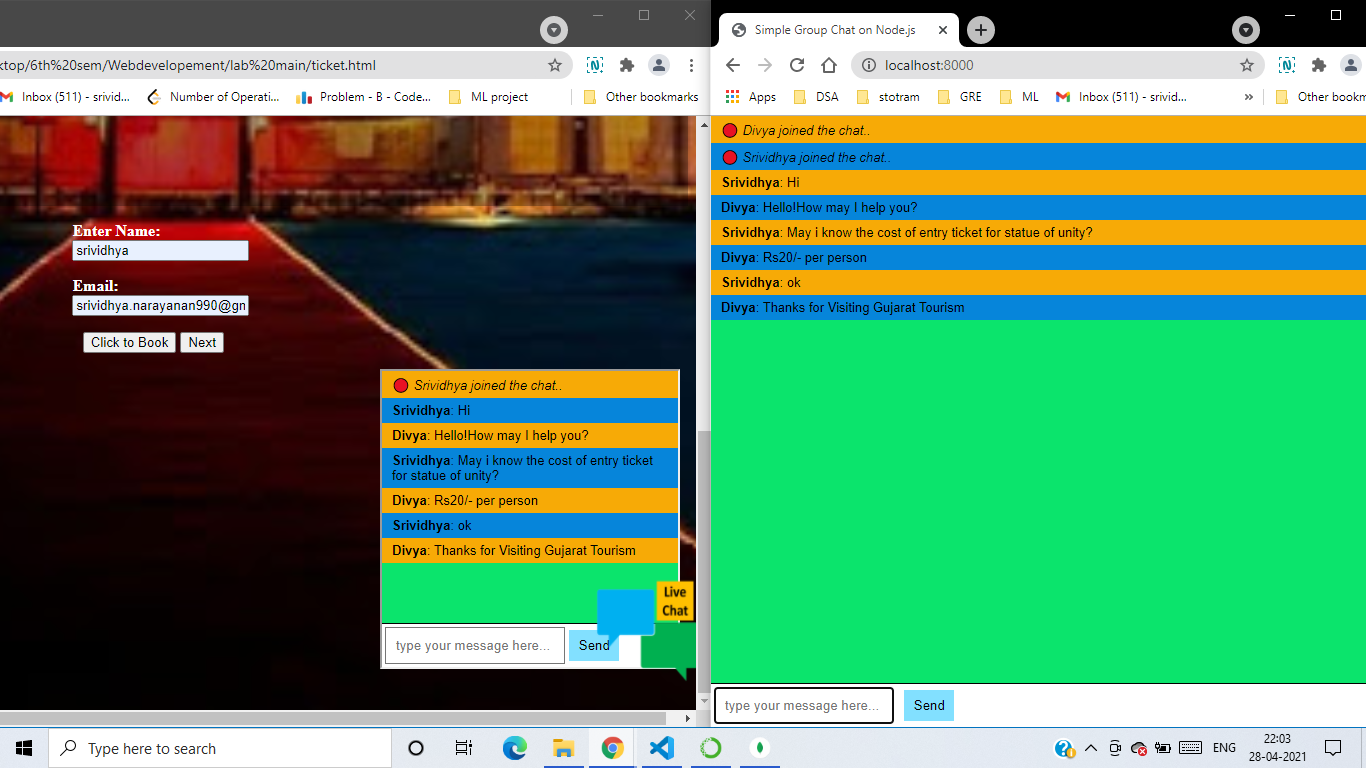 ktop/6th%20sem/Webdevelopement/lab%20main/ticket.html
Inbox (511) - srivid...
Number of Operati...
Problem - B - Code...
ML project
Other bookmarks
Enter Name:
srividhya
Email:
srividhya.narayanan990@gn
Click to Book
Next
Srividhya joined the chat..
Srividhya: Hi
Divya: Hello!How may I help you?
Srividhya: May i know the cost of entry ticket
for statue of unity?
Divya: Rs20/- per person
Srividhya: ok
Divya: Thanks for Visiting Gujarat Tourism
Live
Chat
type your message here...
Send
Simple Group Chat on Node.js
localhost:8000
Apps
DSA
stotram
GRE
ML
Inbox (511) - srivid...
»
Other bookm
Divya joined the chat..
Srividhya joined the chat..
Srividhya: Hi
Divya: Hello!How may I help you?
Srividhya: May i know the cost of entry ticket for statue of unity?
Divya: Rs20/- per person
Srividhya: ok
Divya: Thanks for Visiting Gujarat Tourism
type your message here...
Send
Type here to search
ENG
22:03
28-04-2021